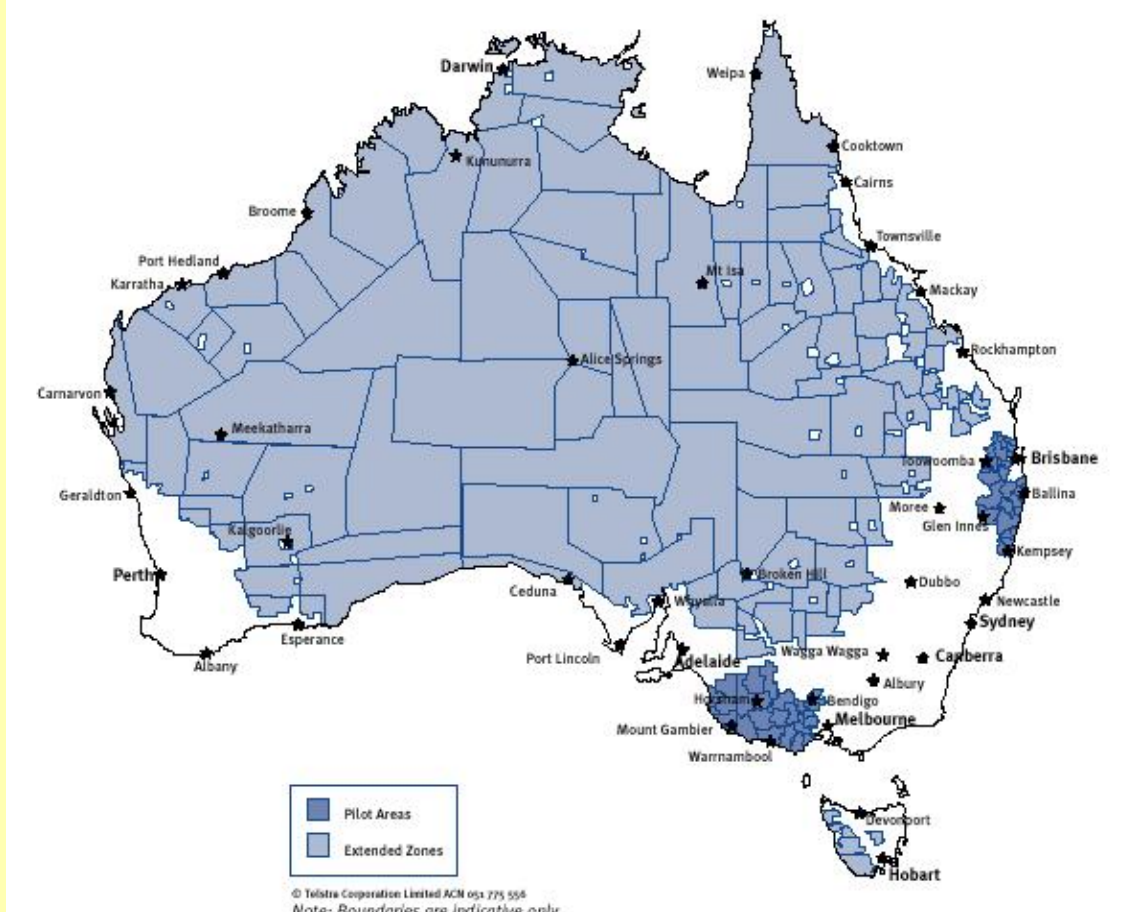 Darwin
Weipa
Kununurra
Cooktown
Cairns
Broome
Townsville
Port Hedland
Karratha
Mt Isa
Mackay
Alice Springs
Rockhampton
Carnarvon
Meekatharra
Toowoomba
Brisbane
Geraldton
Ballina
Moree
Glen Innes
Kalgoorlie
Kempsey
Perth
Broken Hill
Dubbo
Ceduna
Whyalla
Newcastle
Esperance
Sydney
Albany
Port Lincoln
Adelaide
Wagga Wagga
Canberra
Albury
Horsham
Bendigo
Melbourne
Mount Gambier
Warrnambool
Pilot Areas
Devonport
Extended Zones
Hobart
© Telstra Corporation Limited ACN 051 775 556
Note: Boundaries are indicative only